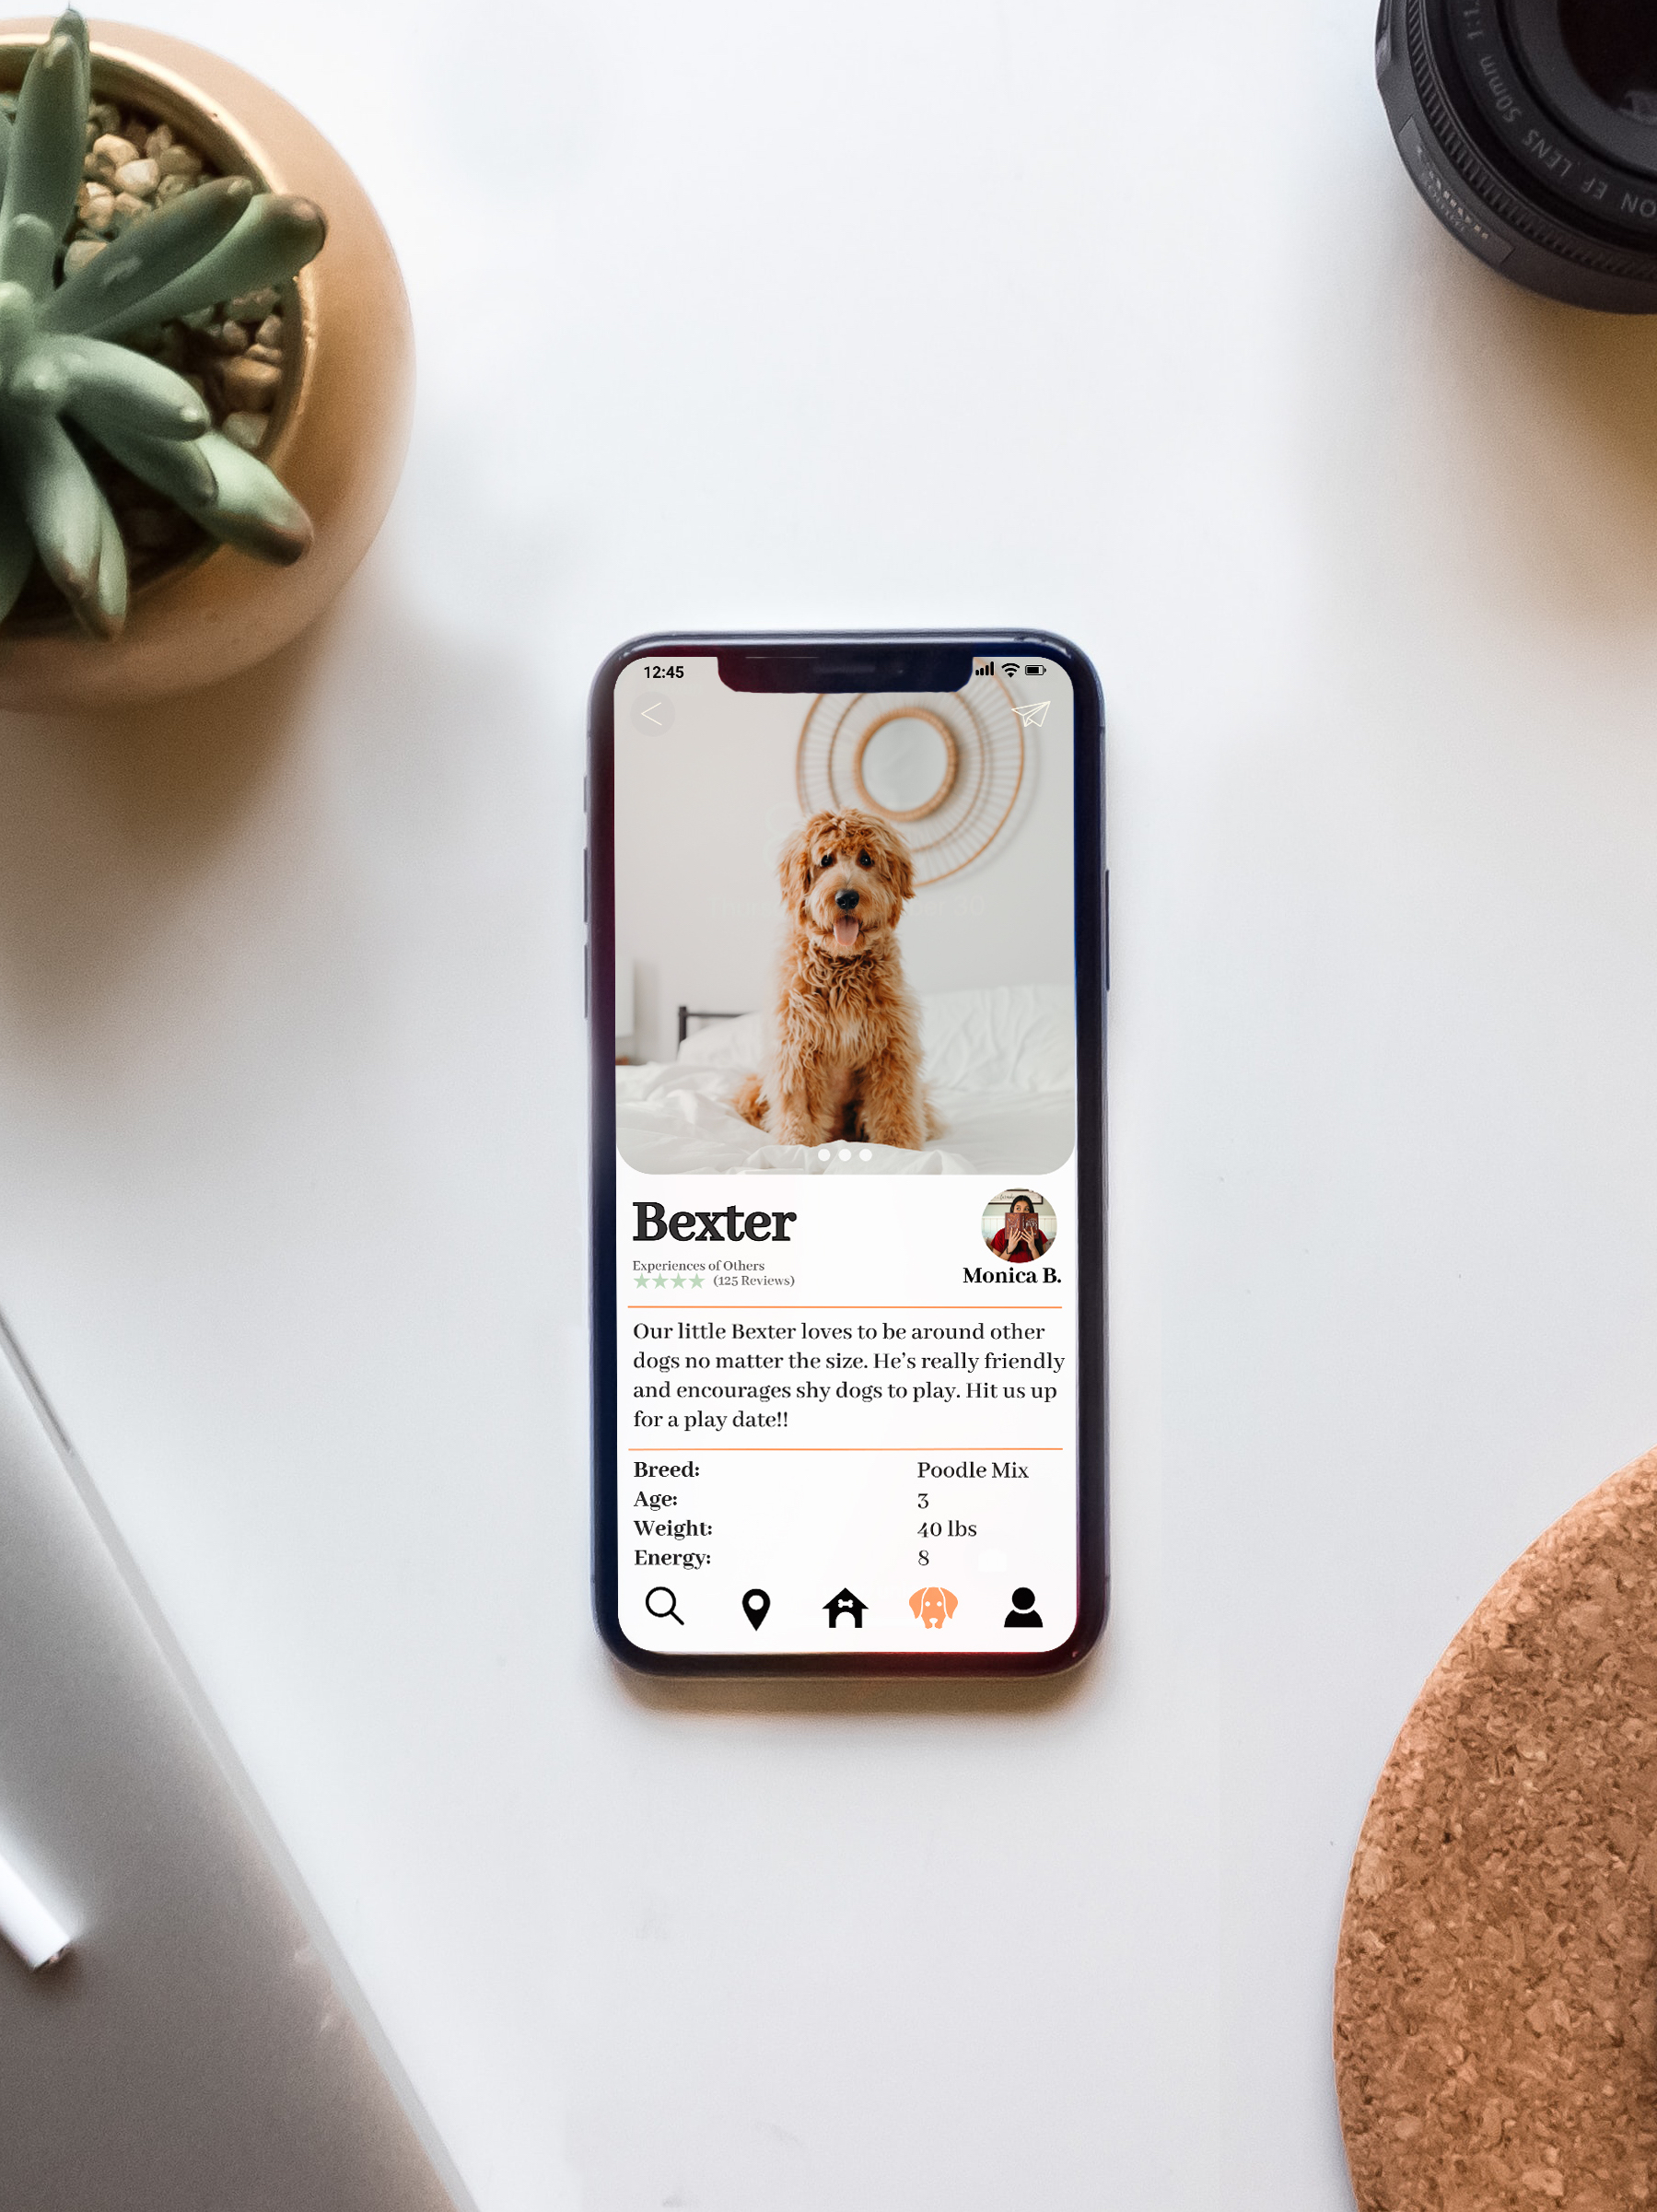 ON EF LENS 50mm 1:1.
12:45
Bexter
Experiences of Others
(125 Reviews)
Monica B.
Our little Bexter loves to be around other
dogs no matter the size. He's really friendly
and encourages shy dogs to play. Hit us up
for a play date!!
Breed: Poodle Mix
Age: 3
Weight: 40 lbs
Energy: 8